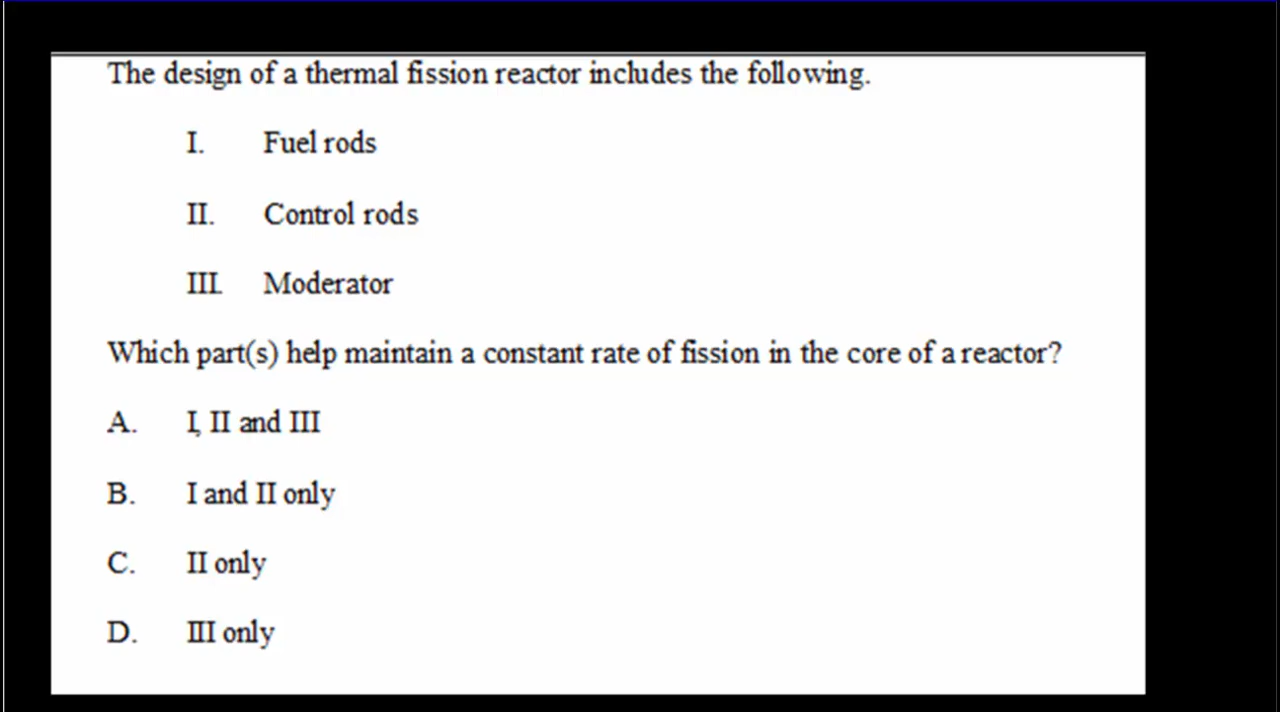 The design of a thermal fission reactor includes the following.
I. Fuel rods
II. Control rods
III. Moderator
Which part(s) help maintain a constant rate of fission in the core of a reactor?
A. I, II and III
B. I and II only
C. II only
D. III only